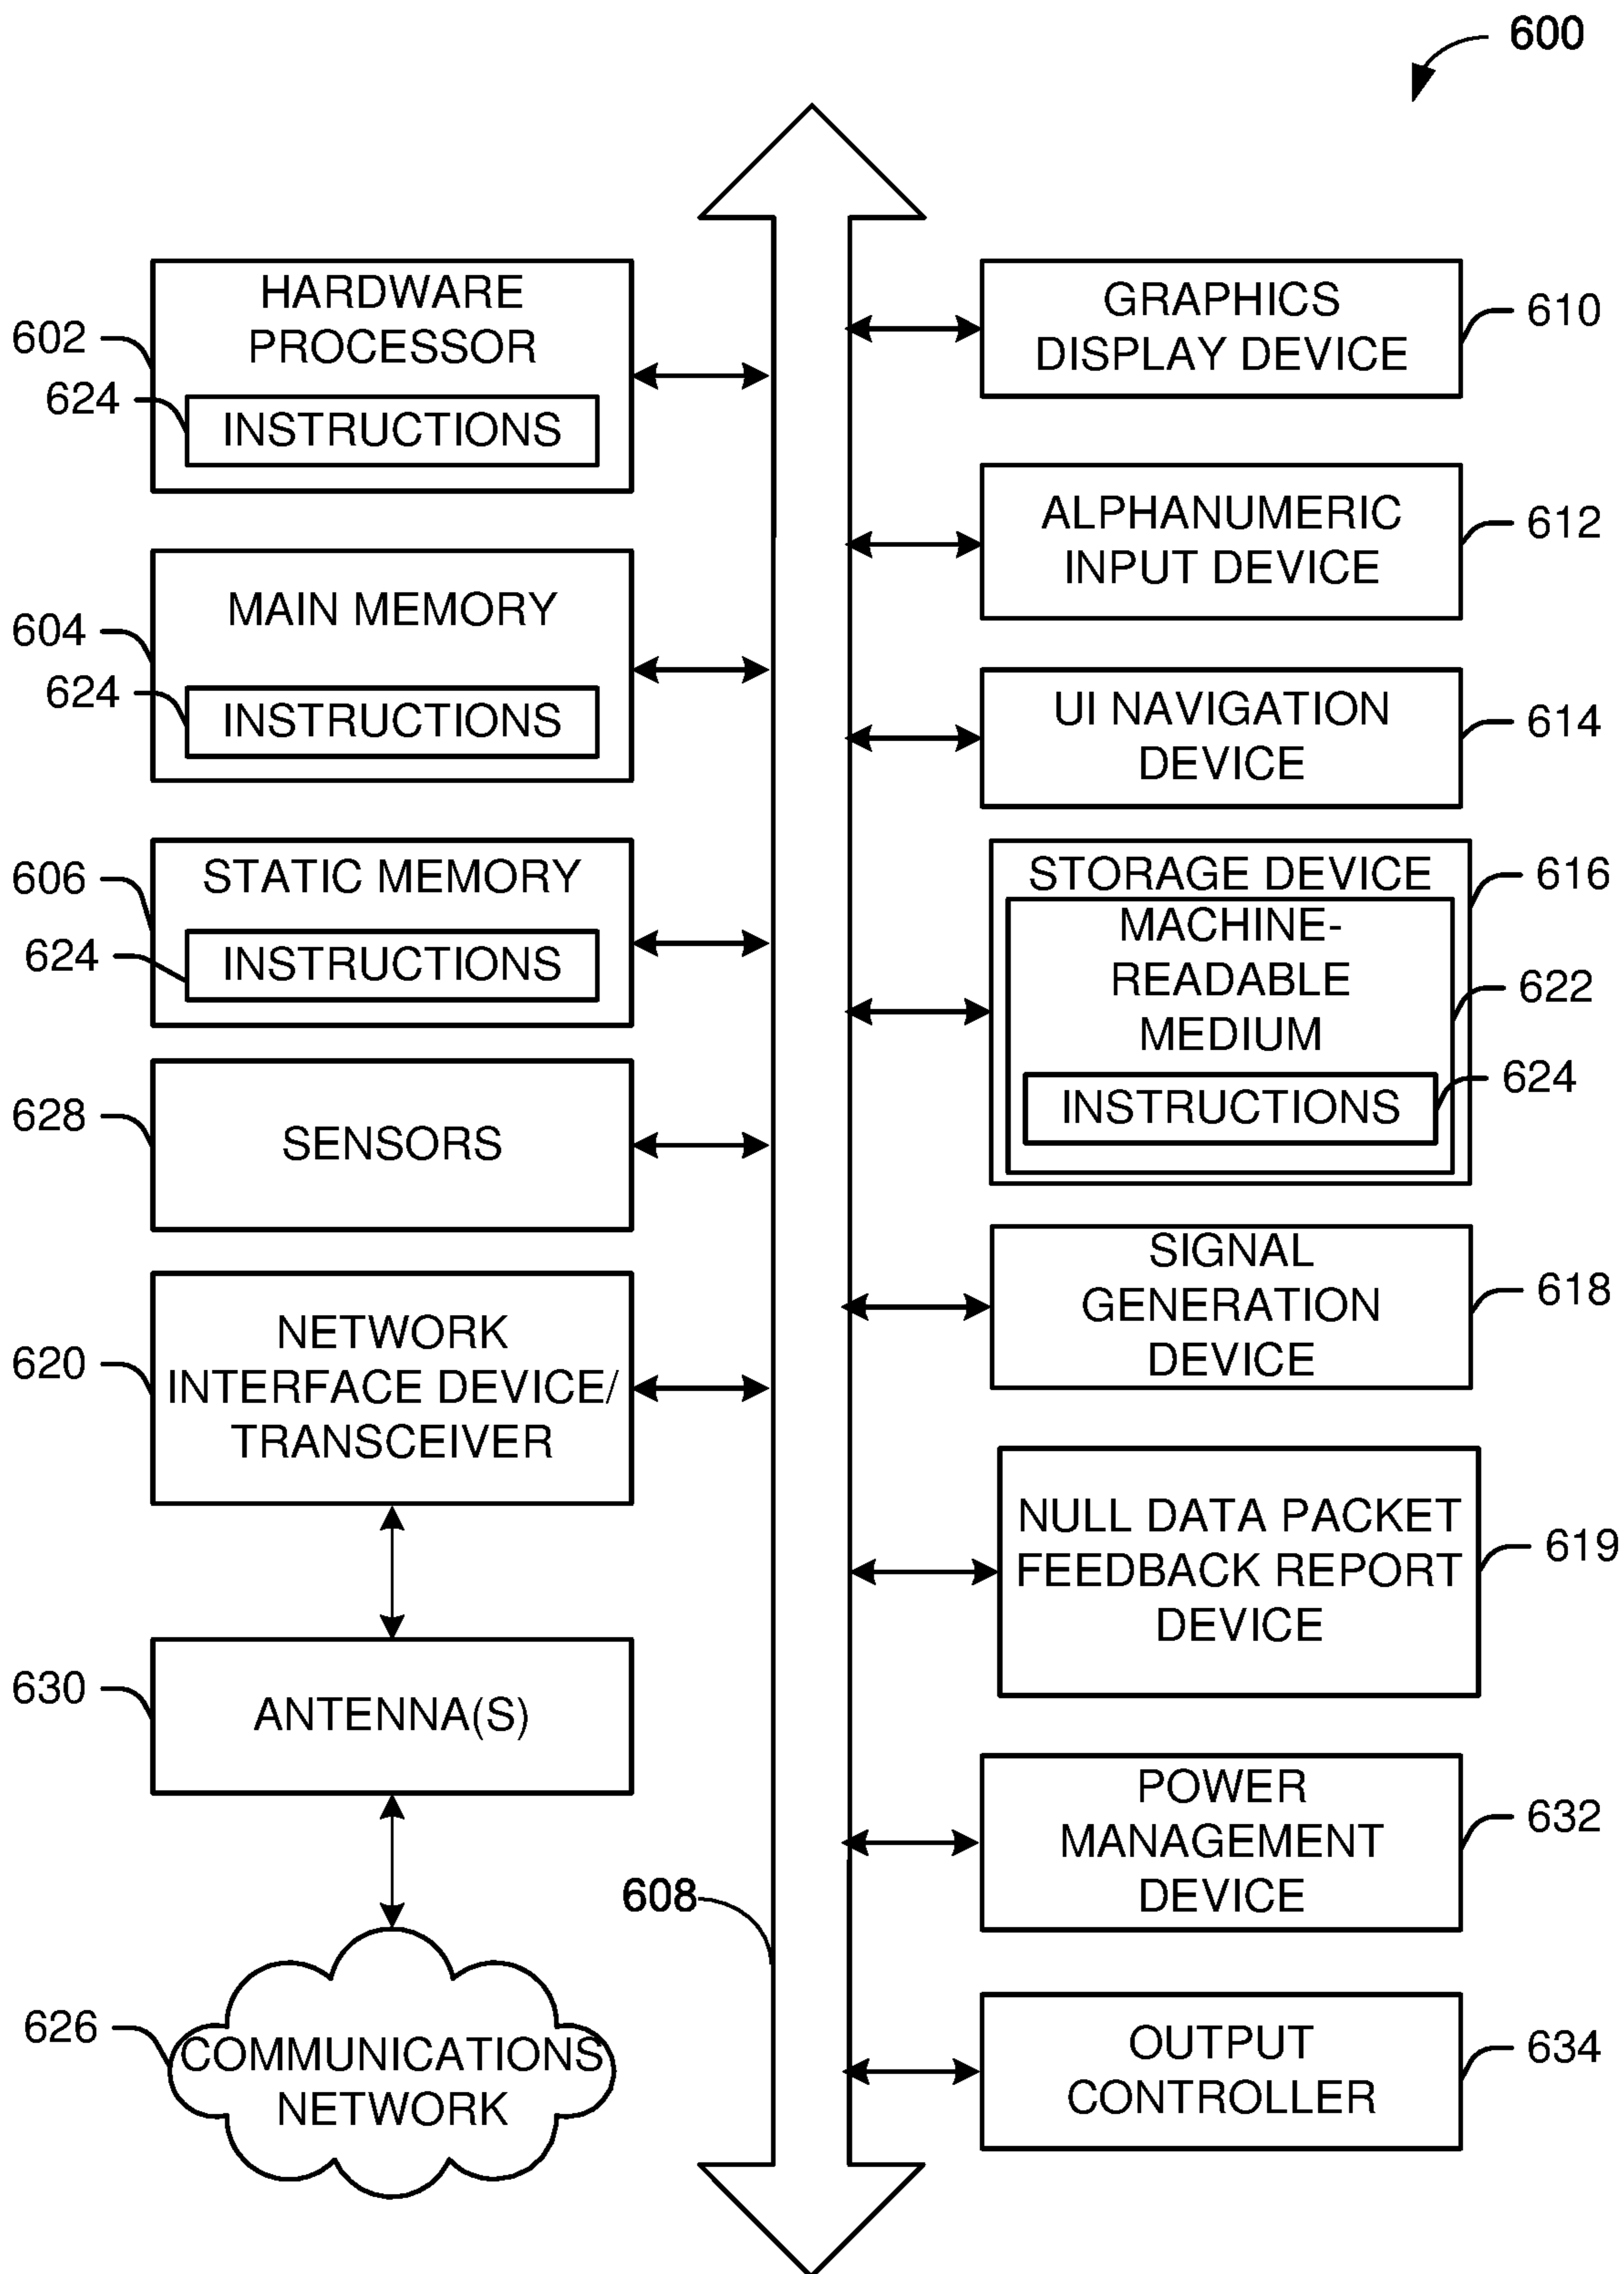 600
HARDWARE
PROCESSOR
602
624
INSTRUCTIONS
MAIN MEMORY
604
624
INSTRUCTIONS
STATIC MEMORY
606
624
INSTRUCTIONS
628
SENSORS
NETWORK
620
INTERFACE DEVICE/
TRANSCEIVER
630
ANTENNA(S)
608
626
COMMUNICATIONS
NETWORK
GRAPHICS
DISPLAY DEVICE
610
ALPHANUMERIC
INPUT DEVICE
612
UI NAVIGATION
DEVICE
614
STORAGE DEVICE
616
MACHINE-
READABLE
MEDIUM
622
INSTRUCTIONS
624
SIGNAL
GENERATION
DEVICE
618
NULL DATA PACKET
FEEDBACK REPORT
DEVICE
619
POWER
MANAGEMENT
DEVICE
632
OUTPUT
CONTROLLER
634